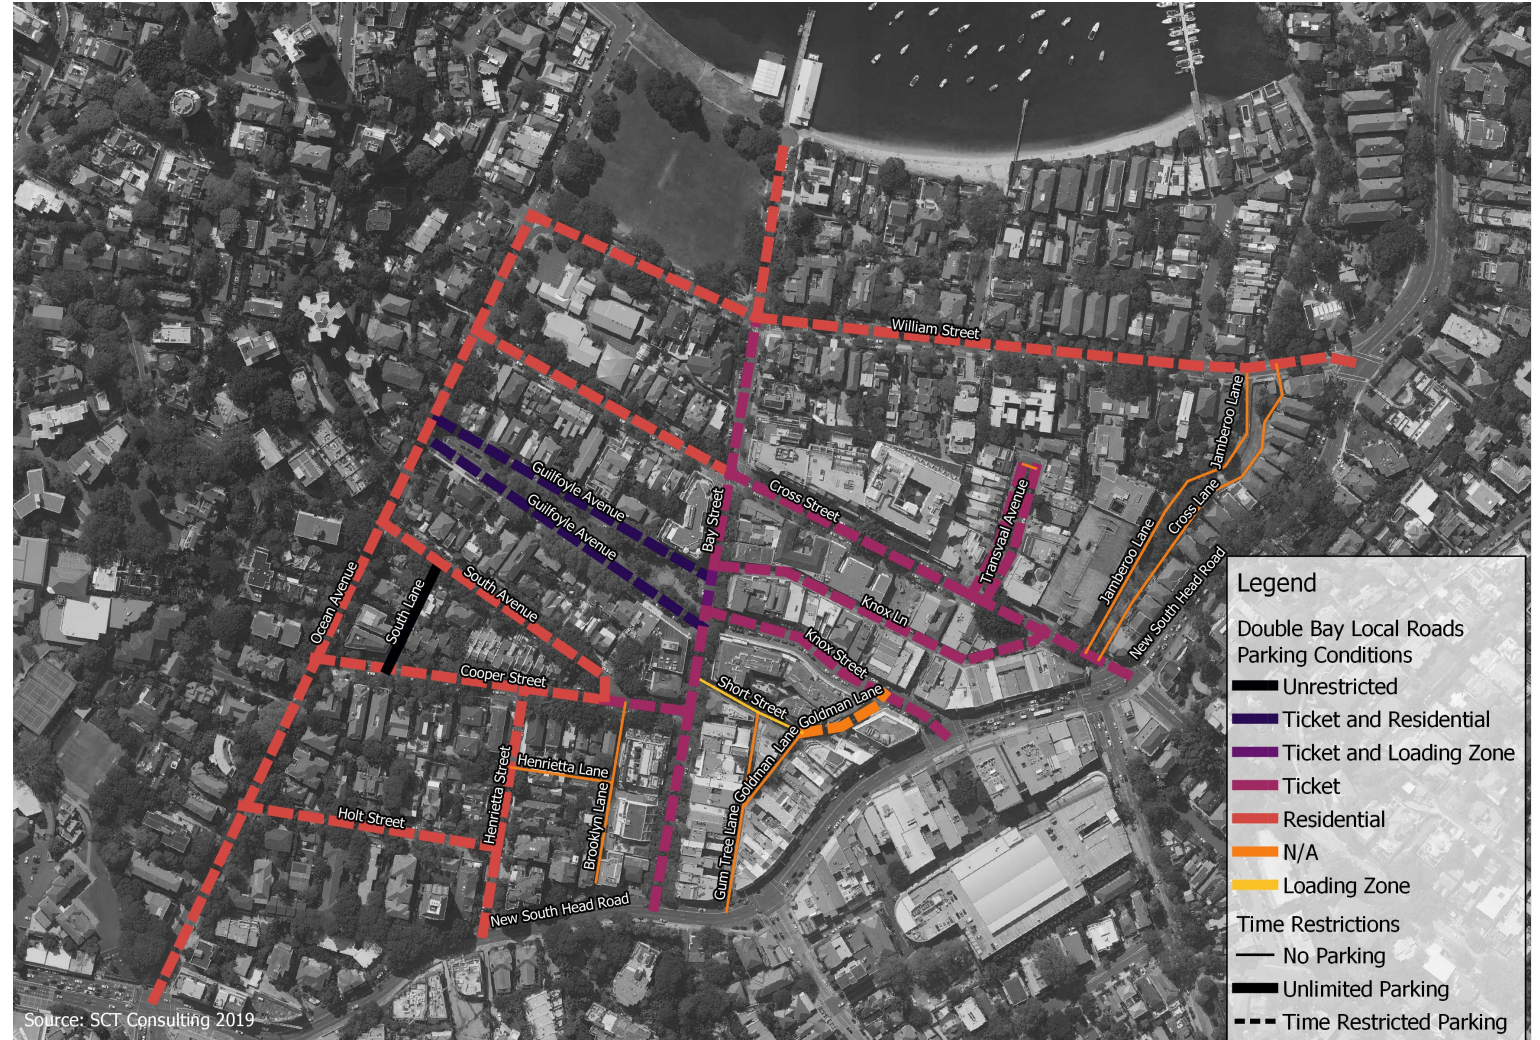 William Street
Jamberoo Lane
Guilfoyle Avenue
Guilfoyle Avenue
Bay Street
Cross Street
Transvaal Avenue
Cross Lane
Jamberoo Lane
New South Head Road
Ocean Avenue
South Lane
South Avenue
Knox Ln
Knox Street
Cooper Street
Short Street
Goldman Lane
Goldman Lane
Henrietta Street
Henrietta Lane
Brooklyn Lane
Gum Tree Lane
Holt Street
New South Head Road
Legend
Double Bay Local Roads
Parking Conditions
Unrestricted
Ticket and Residential
Ticket and Loading Zone
Ticket
Residential
N/A
Loading Zone
Time Restrictions
No Parking
Unlimited Parking
Time Restricted Parking
Source: SCT Consulting 2019